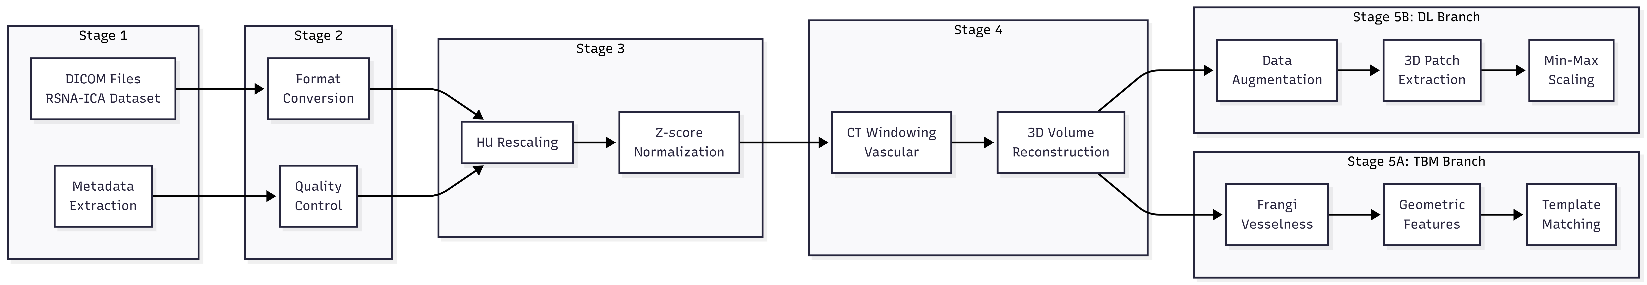 Stage 1
DICOM Files
RSNA-ICA Dataset
Metadata
Extraction
Stage 2
Format
Conversion
Quality
Control
Stage 3
HU Rescaling
Z-score
Normalization
Stage 4
CT Windowing
Vascular
3D Volume
Reconstruction
Stage 5B: DL Branch
Data
Augmentation
3D Patch
Extraction
Min-Max
Scaling
Stage 5A: TBM Branch
Frangi
Vesselness
Geometric
Features
Template
Matching